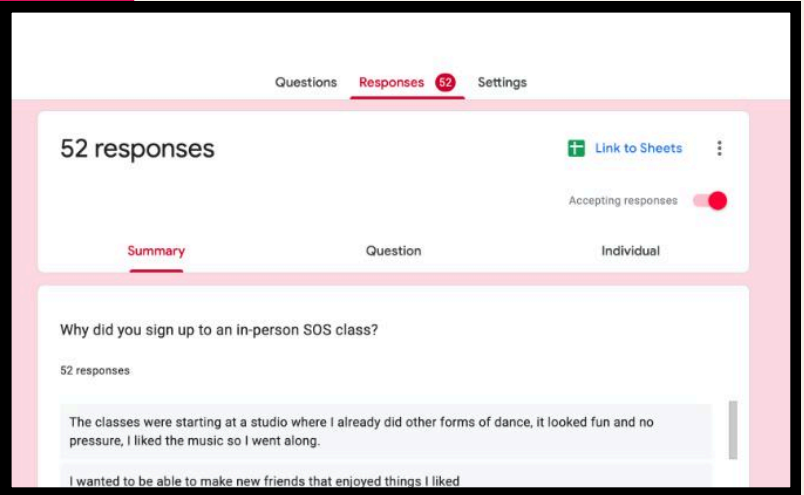 Questions Responses 52 Settings
52 responses
Link to Sheets
Accepting responses
Summary Question Individual
Why did you sign up to an in-person SOS class?
52 responses
The classes were starting at a studio where I already did other forms of dance, it looked fun and no
pressure, I liked the music so I went along.
I wanted to be able to make new friends that enjoyed things I liked